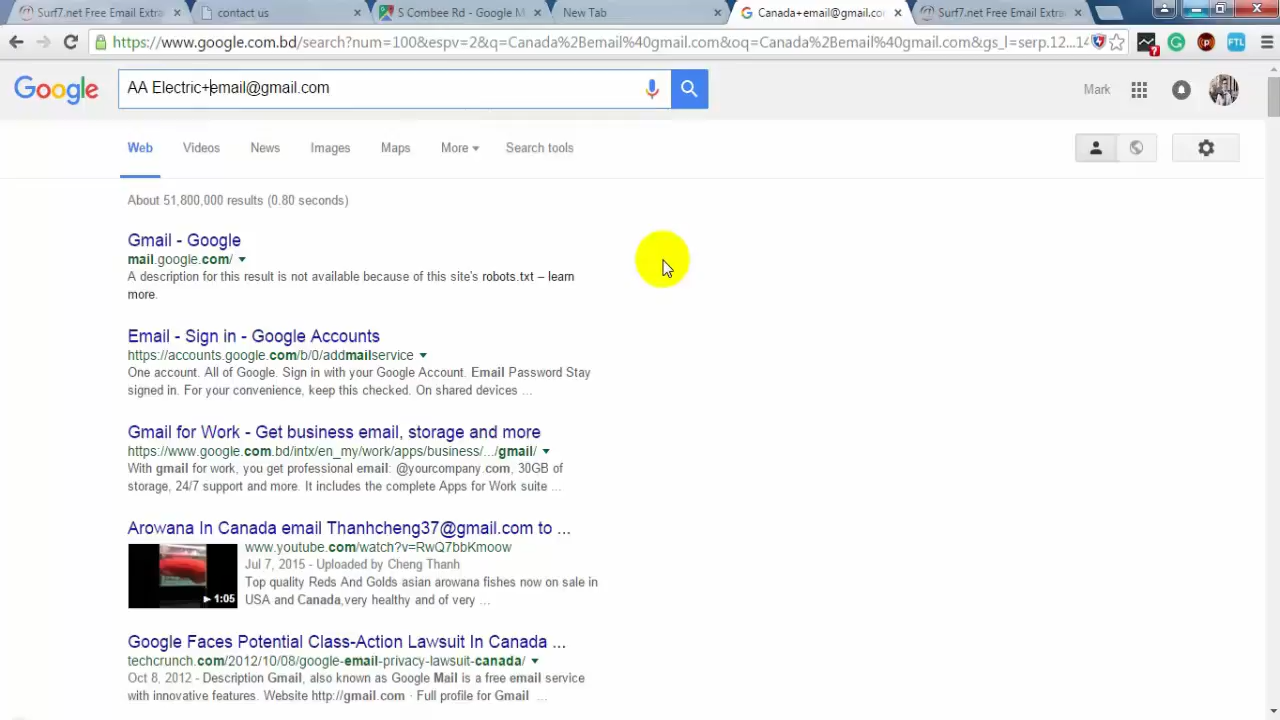 Surf7.net Free Email Extra
contact us
S Combee Rd - Google M
New Tab
Canada+email@gmail.co
Surf7.net Free Email Extra
https://www.google.com.bd/search?num=100&espv=2&q=Canada%2Bemail%40gmail.com&oq=Canada%2Bemail%40gmail.com&gs_l=serp.12...14
7
FTL
Google
AA Electric+email@gmail.com
Mark
Web
Videos
News
Images
Maps
More
Search tools
About 51,800,000 results (0.80 seconds)
Gmail - Google
mail.google.com/
A description for this result is not available because of this site's robots.txt – learn
more.
Email - Sign in - Google Accounts
https://accounts.google.com/b/0/addmailservice
One account. All of Google. Sign in with your Google Account. Email Password Stay
signed in. For your convenience, keep this checked. On shared devices ...
Gmail for Work - Get business email, storage and more
https://www.google.com.bd/intx/en_my/work/apps/business/.../gmail/
With gmail for work, you get professional email: @yourcompany.com, 30GB of
storage, 24/7 support and more. It includes the complete Apps for Work suite ...
Arowana In Canada email Thanhcheng37@gmail.com to ...
www.youtube.com/watch?v=RwQ7bbKmoow
Jul 7, 2015 - Uploaded by Cheng Thanh
Top quality Reds And Golds asian arowana fishes now on sale in
USA and Canada,very healthy and of very ...
1:05
Google Faces Potential Class-Action Lawsuit In Canada ...
techcrunch.com/2012/10/08/google-email-privacy-lawsuit-canada/
Oct 8, 2012 - Description Gmail, also known as Google Mail is a free email service
with innovative features. Website http://gmail.com · Full profile for Gmail ...